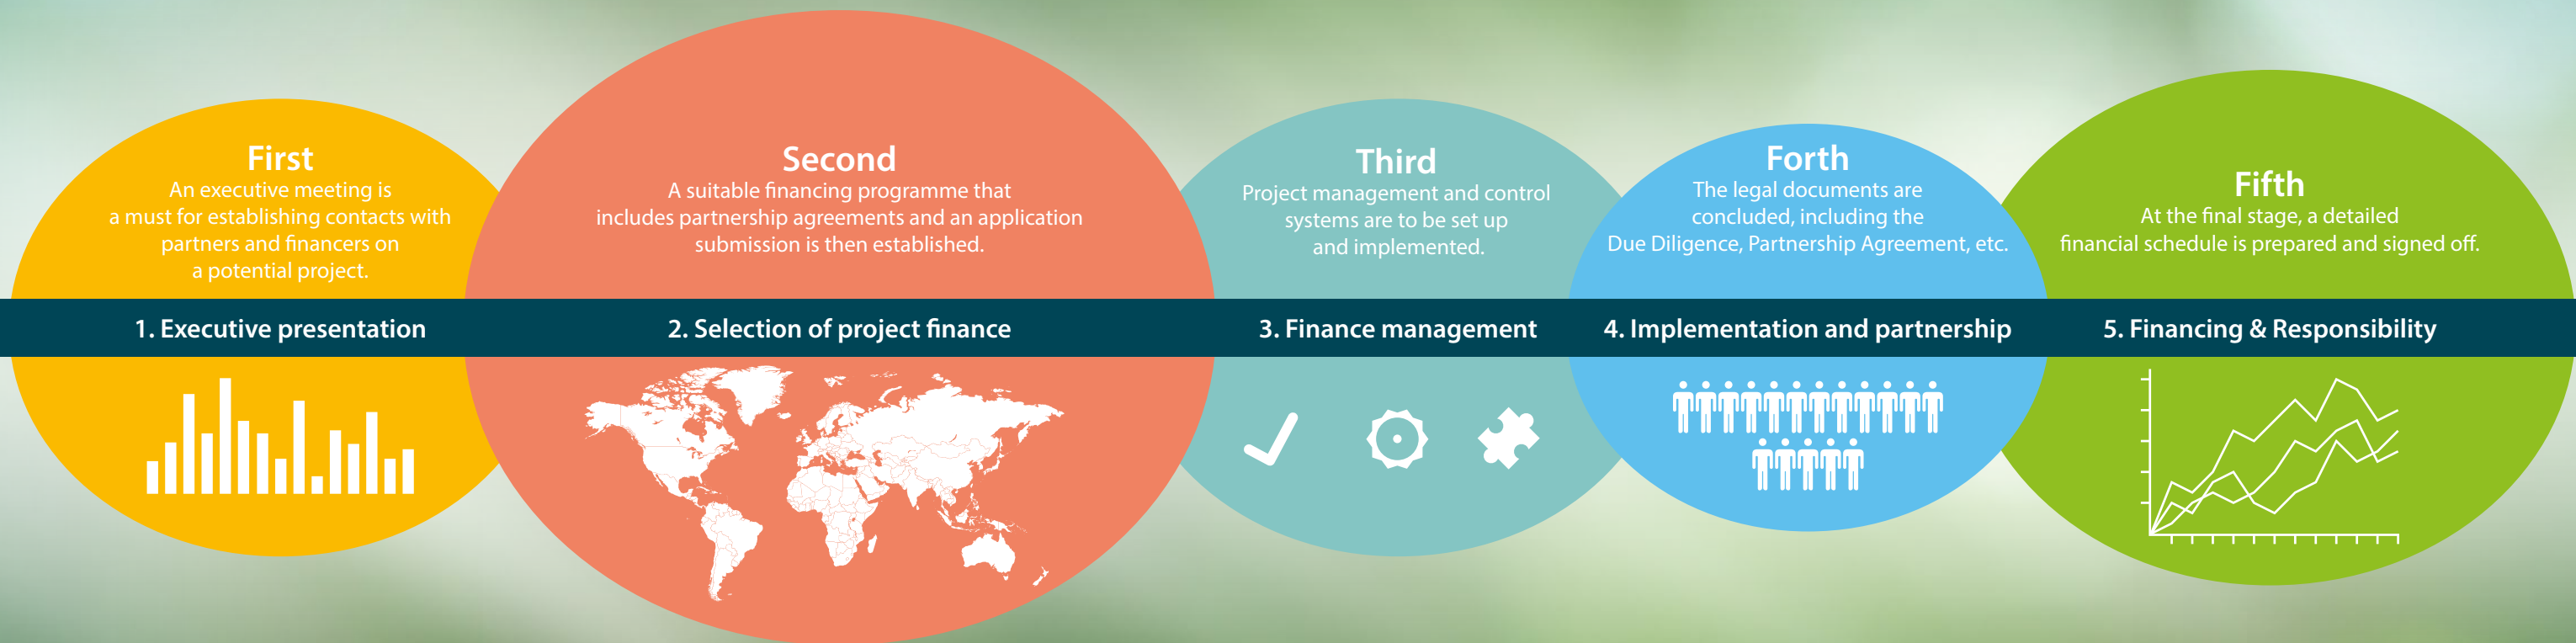 First
An executive meeting is
a must for establishing contacts with
partners and financers on
a potential project.
1. Executive presentation
Second
A suitable financing programme that
includes partnership agreements and an application
submission is then established.
2. Selection of project finance
Third
Project management and control
systems are to be set up
and implemented.
3. Finance management
Forth
The legal documents are
concluded, including the
Due Diligence, Partnership Agreement, etc.
4. Implementation and partnership
Fifth
At the final stage, a detailed
financial schedule is prepared and signed off.
5. Financing & Responsibility